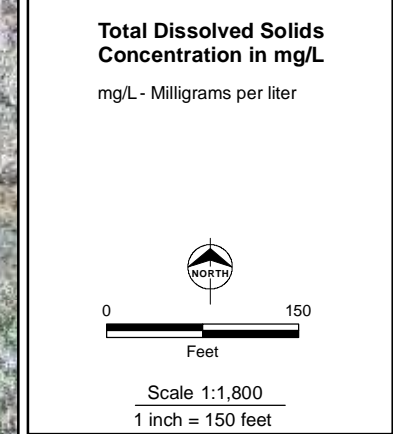 Total Dissolved Solids
Concentration in mg/L
mg/L - Milligrams per liter
NORTH
0 150
Feet
Scale 1:1,800
1 inch = 150 feet